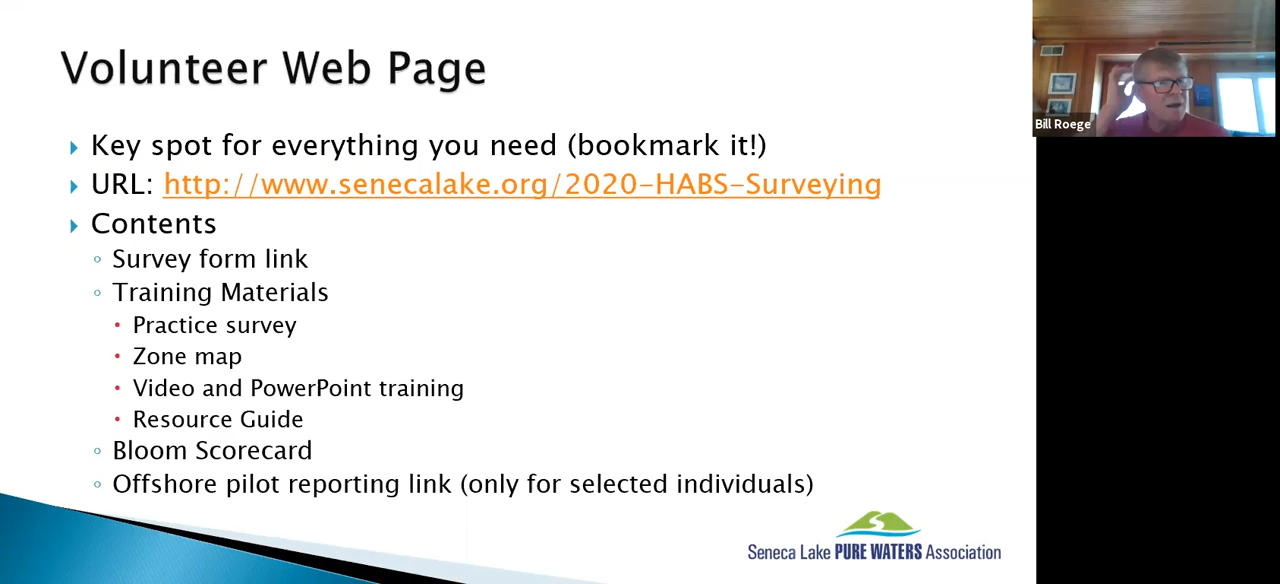 Volunteer Web Page
Key spot for everything you need (bookmark it!)
URL: http://www.senecalake.org/2020-HABS-Surveying
Contents
Survey form link
Training Materials
Practice survey
Zone map
Video and PowerPoint training
Resource Guide
Bloom Scorecard
Offshore pilot reporting link (only for selected individuals)
Seneca Lake PURE WATERS Association
Bill Roege